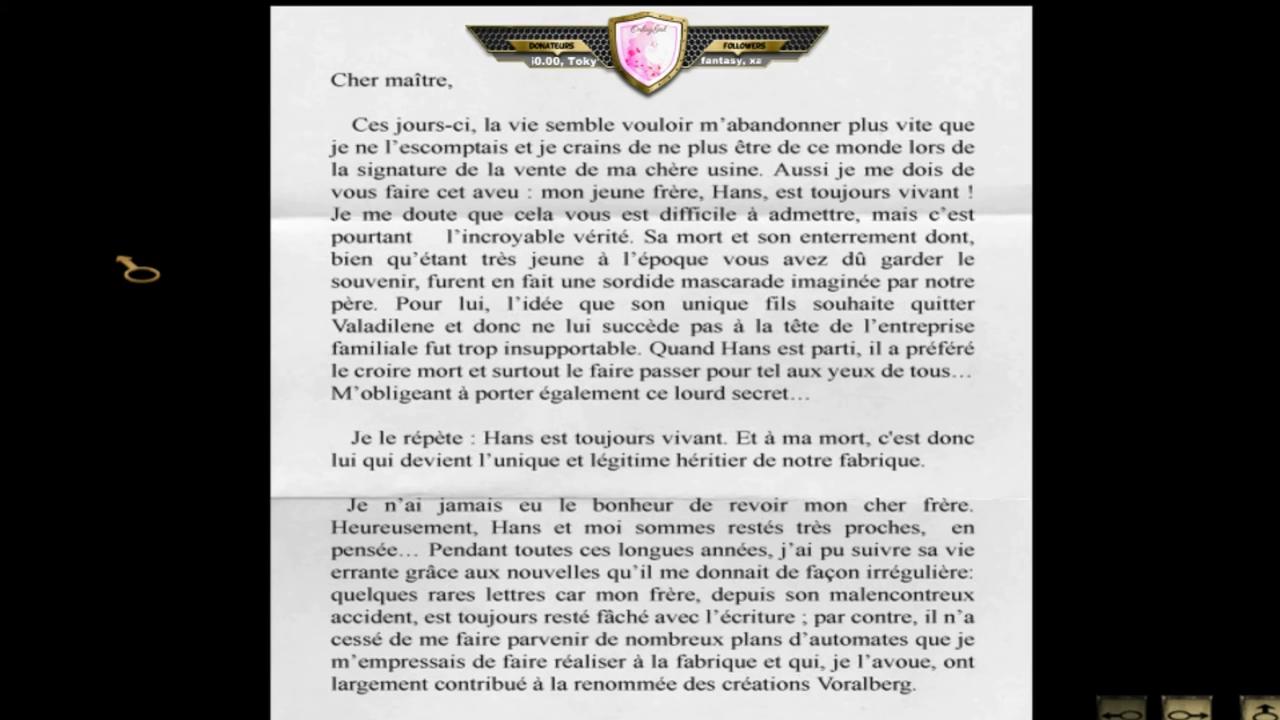 OnlayGirl
DONATEURS
FOLLOWERS
i0.00, Toky
fantasy, xa
Cher maître,
Ces jours-ci, la vie semble vouloir m’abandonner plus vite que
je ne l’escomptais et je crains de ne plus être de ce monde lors de
la signature de la vente de ma chère usine. Aussi je me dois de
vous faire cet aveu : mon jeune frère, Hans, est toujours vivant !
Je me doute que cela vous est difficile à admettre, mais c’est
pourtant l’incroyable vérité. Sa mort et son enterrement dont,
bien qu’étant très jeune à l’époque vous avez dû garder le
souvenir, furent en fait une sordide mascarade imaginée par notre
père. Pour lui, l’idée que son unique fils souhaite quitter
Valadilene et donc ne lui succède pas à la tête de l’entreprise
familiale fut trop insupportable. Quand Hans est parti, il a préféré
le croire mort et surtout le faire passer pour tel aux yeux de tous…
M’obligeant à porter également ce lourd secret…
Je le répète : Hans est toujours vivant. Et à ma mort, c'est donc
lui qui devient l’unique et légitime héritier de notre fabrique.
Je n’ai jamais eu le bonheur de revoir mon cher frère.
Heureusement, Hans et moi sommes restés très proches, en
pensée… Pendant toutes ces longues années, j’ai pu suivre sa vie
errante grâce aux nouvelles qu’il me donnait de façon irrégulière:
quelques rares lettres car mon frère, depuis son malencontreux
accident, est toujours resté fâché avec l’écriture ; par contre, il n’a
cessé de me faire parvenir de nombreux plans d’automates que je
m’empressais de faire réaliser à la fabrique et qui, je l’avoue, ont
largement contribué à la renommée des créations Voralberg.